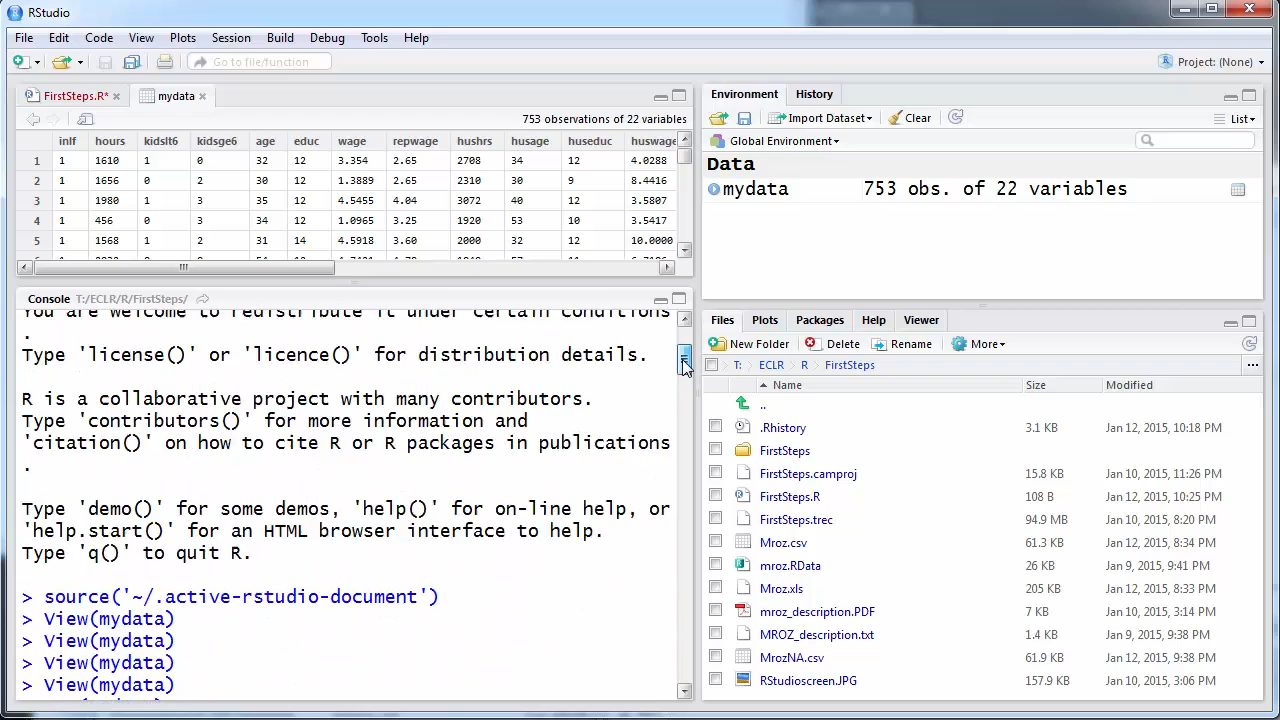 RStudio
File Edit Code View Plots Session Build Debug Tools Help
Go to file/function
Project: (None)
FirstSteps.R*
mydata
753 observations of 22 variables
inlf hours kidslt6 kidsge6 age educ wage repwage hushrs husage huseduc huswage
1 1 1610 1 0 32 12 3.354 2.65 2708 34 12 4.0288
2 1 1656 0 2 30 12 1.3889 2.65 2310 30 9 8.4416
3 1 1980 1 3 35 12 4.5455 4.04 3072 40 12 3.5807
4 1 456 0 3 34 12 1.0965 3.25 1920 53 10 3.5417
5 1 1568 1 2 31 14 4.5918 3.60 2000 32 12 10.0000
Console T:/ECLR/R/FirstSteps/
You are welcome to redistribute it under certain conditions
.
Type 'license()' or 'licence()' for distribution details.
R is a collaborative project with many contributors.
Type 'contributors()' for more information and
'citation()' on how to cite R or R packages in publications
.
Type 'demo()' for some demos, 'help()' for on-line help, or
'help.start()' for an HTML browser interface to help.
Type 'q()' to quit R.
> source('~/.active-rstudio-document')
> View(mydata)
> View(mydata)
> View(mydata)
> View(mydata)
Environment History
Import Dataset Clear List
Global Environment
Data
mydata 753 obs. of 22 variables
Files Plots Packages Help Viewer
New Folder Delete Rename More
T: ECLR R FirstSteps
Name Size Modified
..
.Rhistory 3.1 KB Jan 12, 2015, 10:18 PM
FirstSteps
FirstSteps.camproj 15.8 KB Jan 10, 2015, 11:26 PM
FirstSteps.R 108 B Jan 12, 2015, 10:25 PM
FirstSteps.trec 94.9 MB Jan 10, 2015, 8:20 PM
Mroz.csv 61.3 KB Jan 12, 2015, 8:34 PM
mroz.RData 26 KB Jan 9, 2015, 9:41 PM
Mroz.xls 205 KB Jan 12, 2015, 8:33 PM
mroz_description.PDF 7 KB Jan 10, 2015, 3:14 PM
MROZ_description.txt 1.4 KB Jan 9, 2015, 9:38 PM
MrozNA.csv 61.9 KB Jan 12, 2015, 9:38 PM
RStudioscreen.JPG 157.9 KB Jan 10, 2015, 3:06 PM